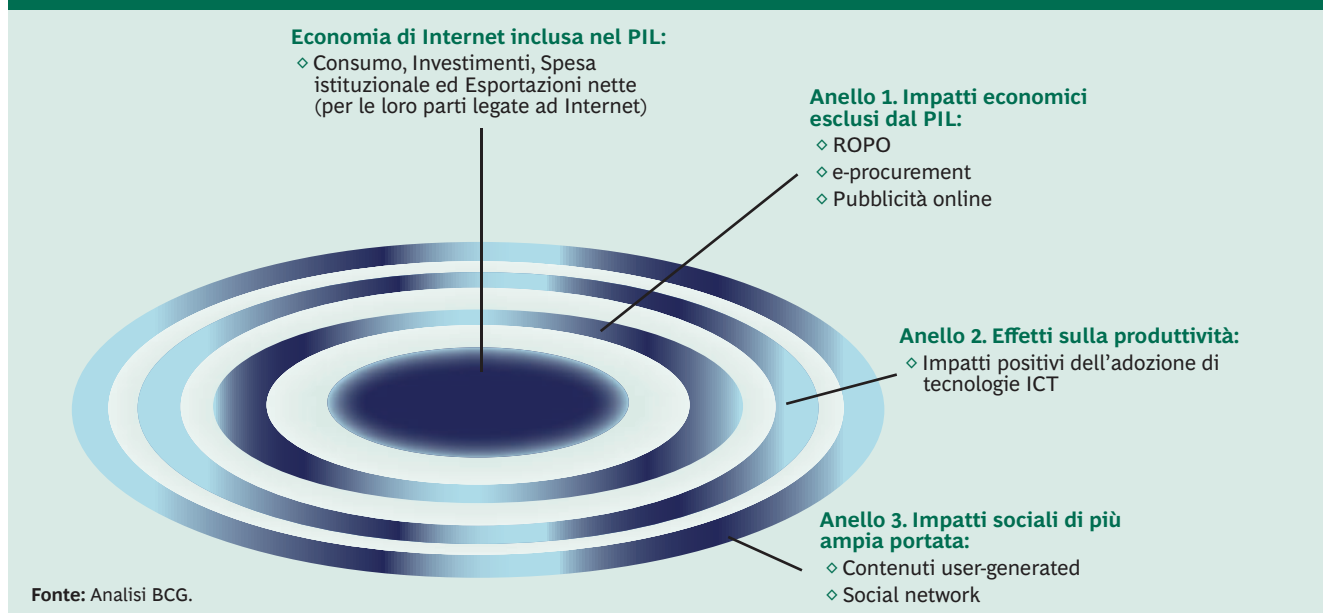 Economia di Internet inclusa nel PIL:
◇ Consumo, Investimenti, Spesa
istituzionale ed Esportazioni nette
(per le loro parti legate ad Internet)
Anello 1. Impatti economici
esclusi dal PIL:
◇ ROPO
◇ e-procurement
◇ Pubblicità online
Anello 2. Effetti sulla produttività:
◇ Impatti positivi dell’adozione di
tecnologie ICT
Anello 3. Impatti sociali di più
ampia portata:
◇ Contenuti user-generated
◇ Social network
Fonte: Analisi BCG.